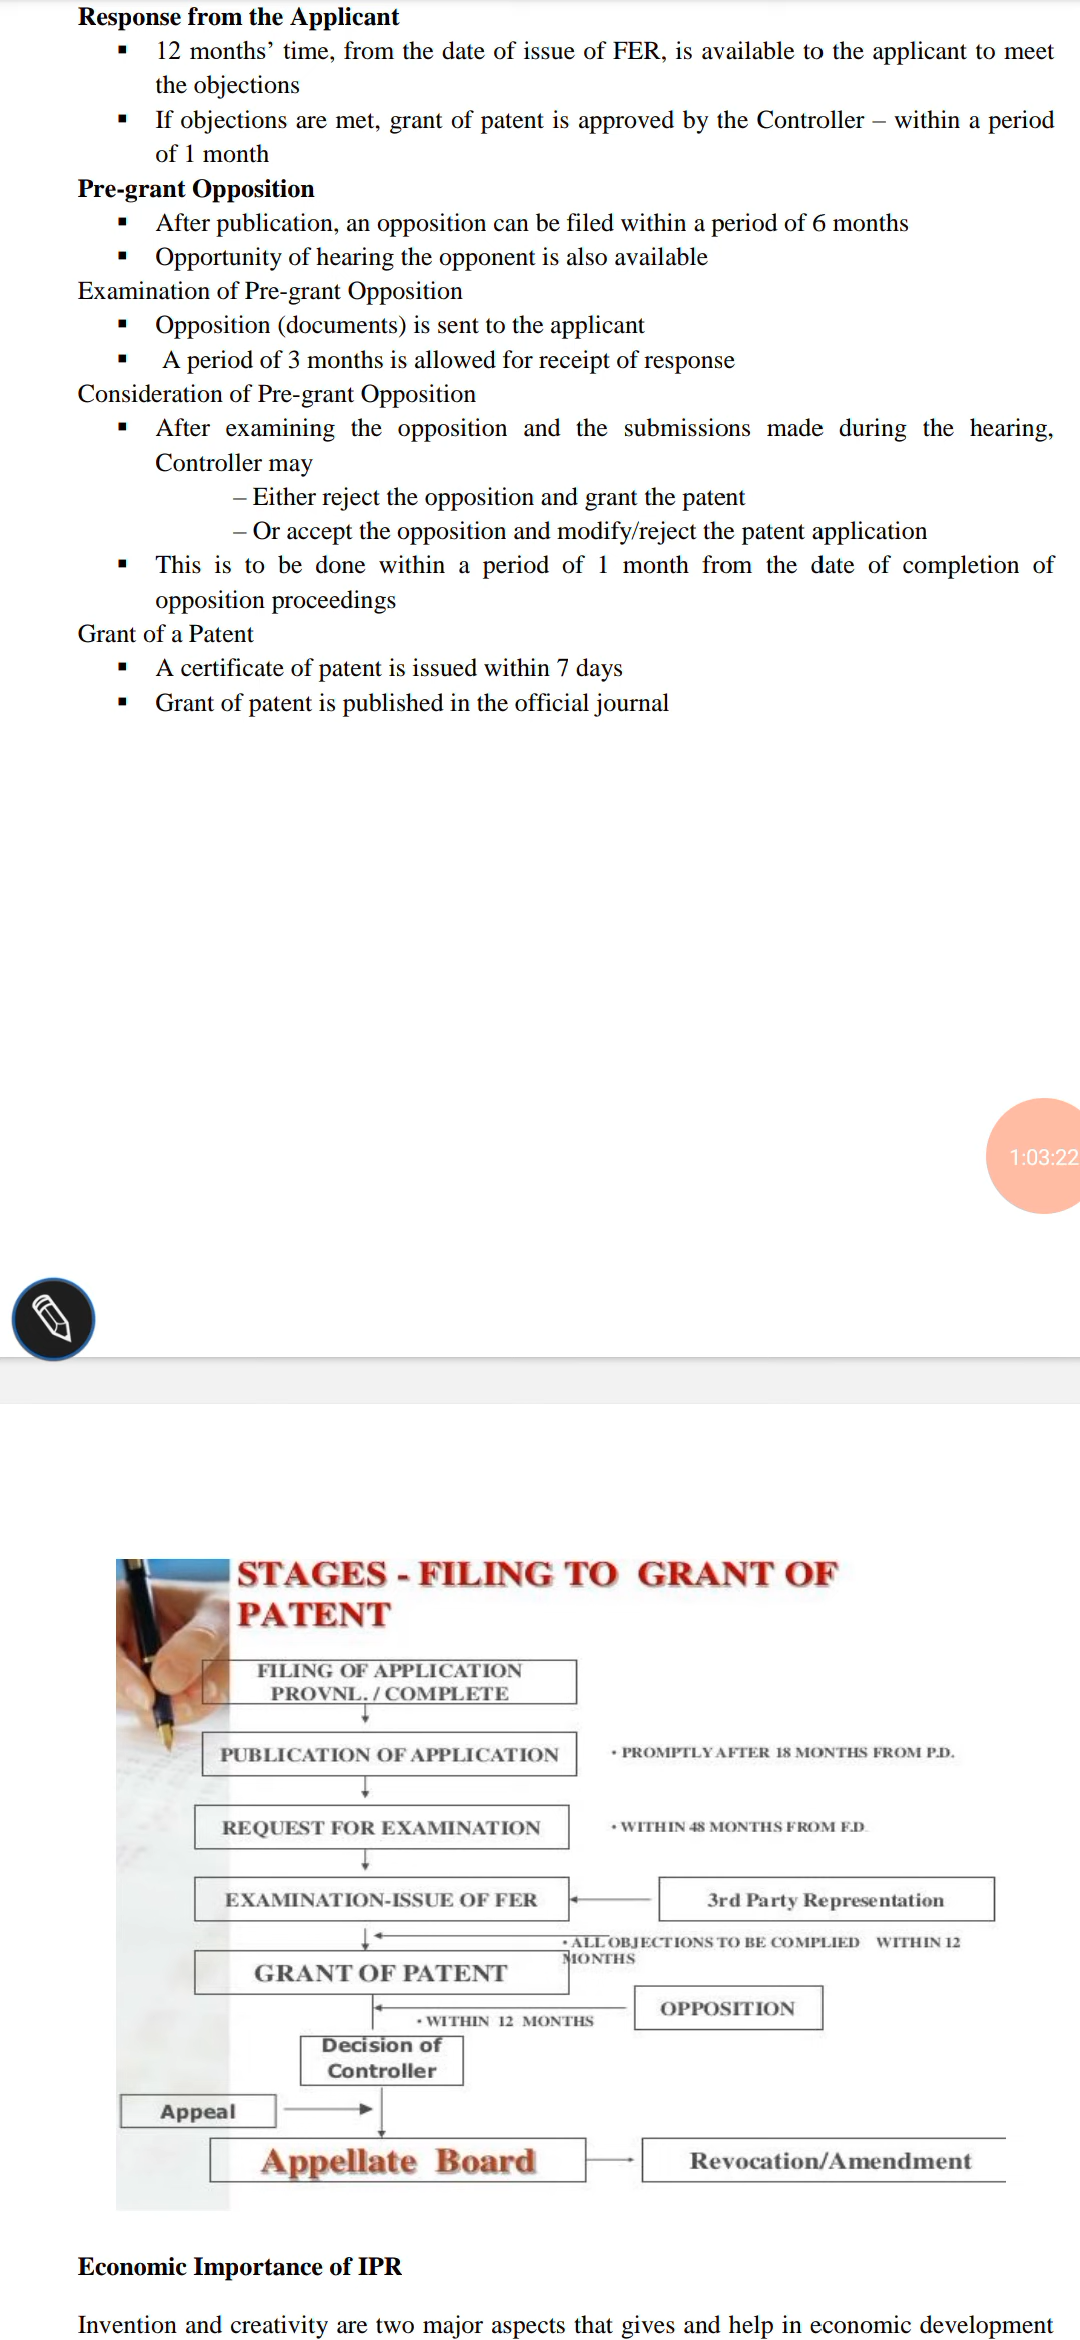 Response from the Applicant
▪ 12 months’ time, from the date of issue of FER, is available to the applicant to meet
the objections
▪ If objections are met, grant of patent is approved by the Controller – within a period
of 1 month
Pre-grant Opposition
▪ After publication, an opposition can be filed within a period of 6 months
▪ Opportunity of hearing the opponent is also available
Examination of Pre-grant Opposition
▪ Opposition (documents) is sent to the applicant
▪ A period of 3 months is allowed for receipt of response
Consideration of Pre-grant Opposition
▪ After examining the opposition and the submissions made during the hearing,
Controller may
– Either reject the opposition and grant the patent
– Or accept the opposition and modify/reject the patent application
▪ This is to be done within a period of 1 month from the date of completion of
opposition proceedings
Grant of a Patent
▪ A certificate of patent is issued within 7 days
▪ Grant of patent is published in the official journal
1:03:22
STAGES - FILING TO GRANT OF
PATENT
FILING OF APPLICATION
PROVNL. / COMPLETE
PUBLICATION OF APPLICATION
• PROMPTLY AFTER 18 MONTHS FROM P.D.
REQUEST FOR EXAMINATION
• WITHIN 48 MONTHS FROM F.D
EXAMINATION-ISSUE OF FER
3rd Party Representation
• ALL OBJECTIONS TO BE COMPLIED WITHIN 12
MONTHS
GRANT OF PATENT
OPPOSITION
• WITHIN 12 MONTHS
Decision of
Controller
Appeal
Appellate Board
Revocation/Amendment
Economic Importance of IPR
Invention and creativity are two major aspects that gives and help in economic development